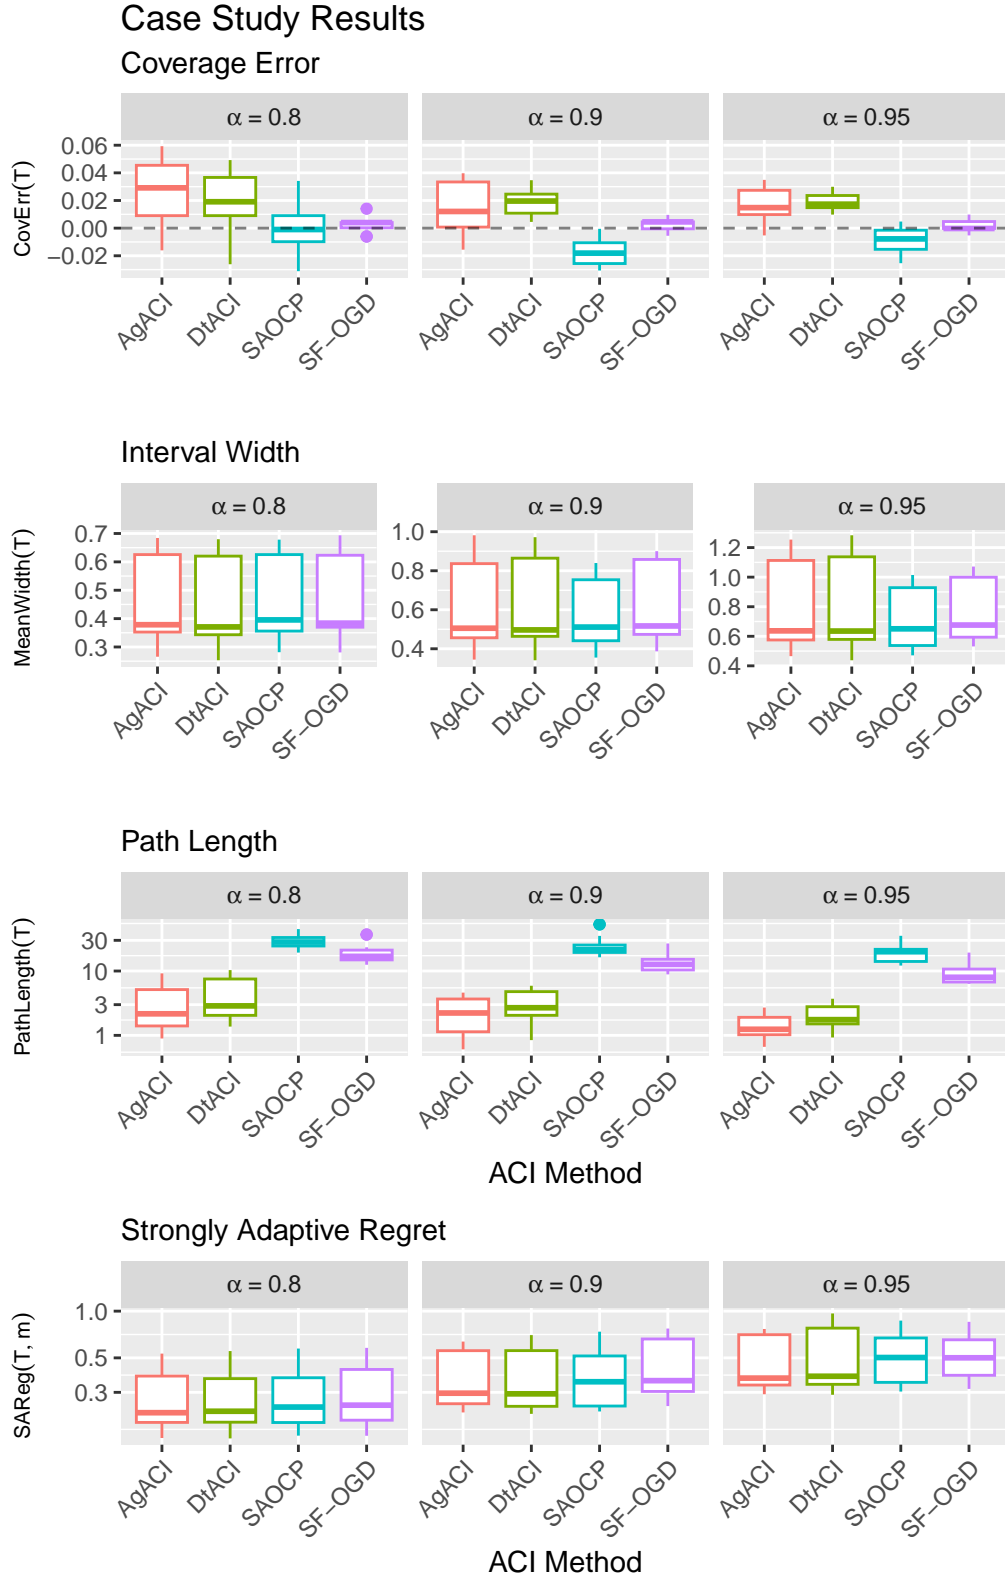 Case Study Results
Coverage Error
α = 0.8 α = 0.9 α = 0.95
CovErr(T)
0.06
0.04
0.02
0.00
−0.02
AgACI DtACI SAOCP SF−OGD AgACI DtACI SAOCP SF−OGD AgACI DtACI SAOCP SF−OGD
Interval Width
α = 0.8 α = 0.9 α = 0.95
MeanWidth(T)
0.7
0.6
0.5
0.4
0.3
1.0
0.8
0.6
0.4
1.2
1.0
0.8
0.6
0.4
AgACI DtACI SAOCP SF−OGD AgACI DtACI SAOCP SF−OGD AgACI DtACI SAOCP SF−OGD
Path Length
α = 0.8 α = 0.9 α = 0.95
PathLength(T)
30
10
3
1
AgACI DtACI SAOCP SF−OGD AgACI DtACI SAOCP SF−OGD AgACI DtACI SAOCP SF−OGD
ACI Method
Strongly Adaptive Regret
α = 0.8 α = 0.9 α = 0.95
SAReg(T, m)
1.0
0.5
0.3
AgACI DtACI SAOCP SF−OGD AgACI DtACI SAOCP SF−OGD AgACI DtACI SAOCP SF−OGD
ACI Method